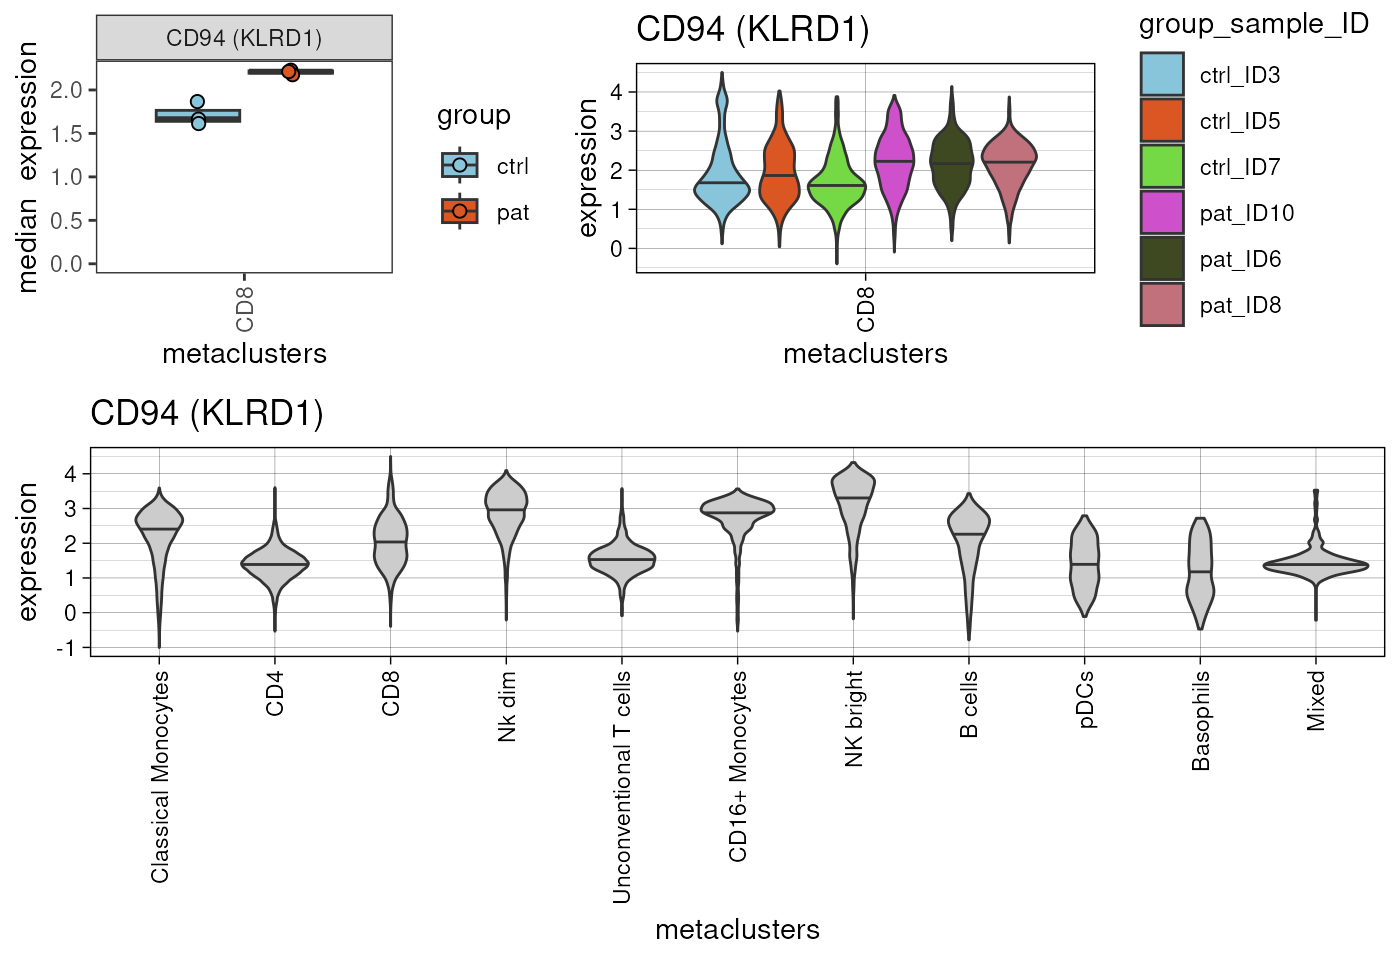 CD94 (KLRD1)
median expression
2.0
1.5
1.0
0.5
0.0
CD8
metaclusters
group
ctrl
pat
CD94 (KLRD1)
expression
4
3
2
1
0
CD8
metaclusters
group_sample_ID
ctrl_ID3
ctrl_ID5
ctrl_ID7
pat_ID10
pat_ID6
pat_ID8
CD94 (KLRD1)
expression
4
3
2
1
0
-1
Classical Monocytes
CD4
CD8
Nk dim
Unconventional T cells
CD16+ Monocytes
NK bright
B cells
pDCs
Basophils
Mixed
metaclusters